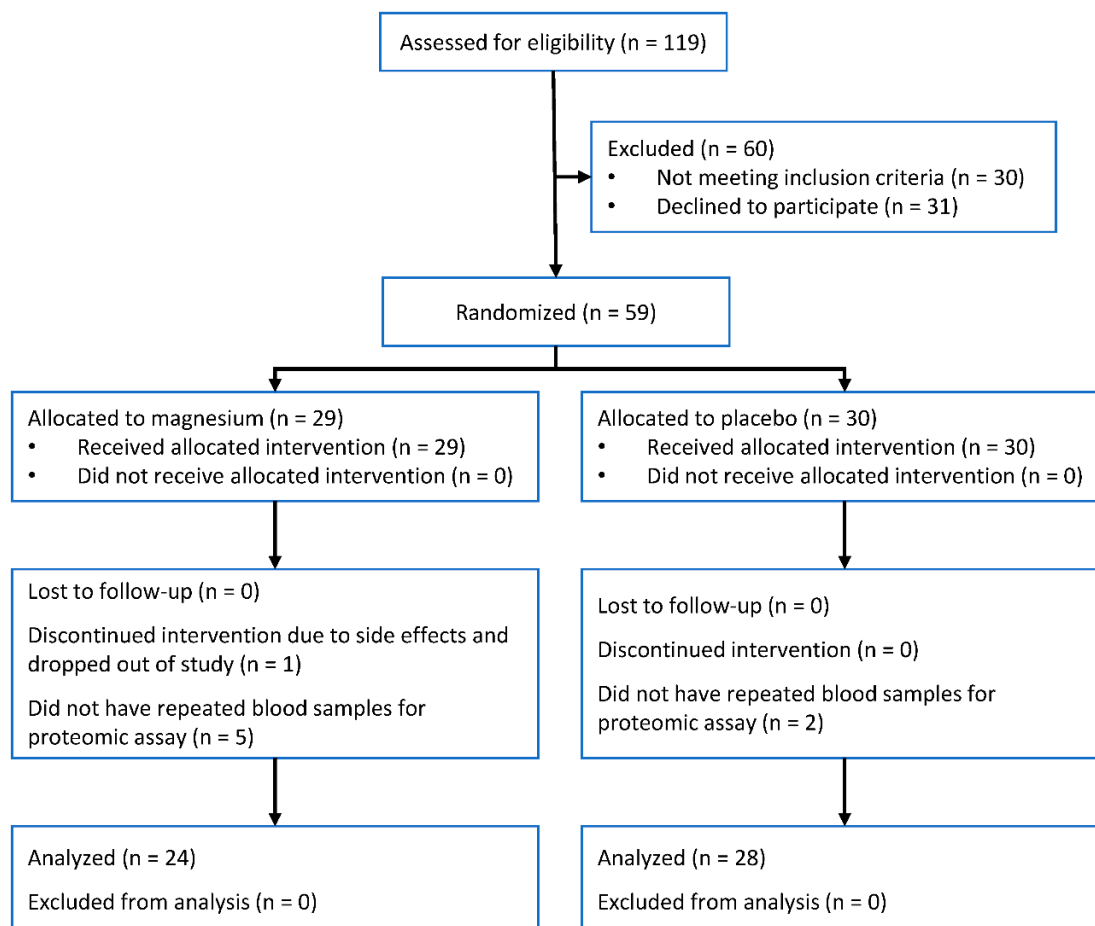 Assessed for eligibility (n = 119)
Excluded (n = 60)
• Not meeting inclusion criteria (n = 30)
• Declined to participate (n = 31)
Randomized (n = 59)
Allocated to magnesium (n = 29)
• Received allocated intervention (n = 29)
• Did not receive allocated intervention (n = 0)
Allocated to placebo (n = 30)
• Received allocated intervention (n = 30)
• Did not receive allocated intervention (n = 0)
Lost to follow-up (n = 0)
Discontinued intervention due to side effects and
dropped out of study (n = 1)
Did not have repeated blood samples for
proteomic assay (n = 5)
Lost to follow-up (n = 0)
Discontinued intervention (n = 0)
Did not have repeated blood samples for
proteomic assay (n = 2)
Analyzed (n = 24)
Excluded from analysis (n = 0)
Analyzed (n = 28)
Excluded from analysis (n = 0)